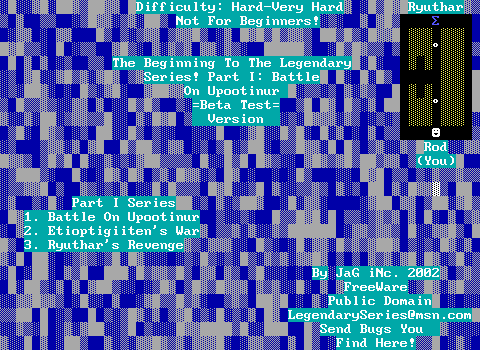 Difficulty: Hard-Very Hard
Not For Beginners!
Ryuthar
Σ
The Beginning To The Legendary
Series! Part I: Battle
On Upootinur
=Beta Test=
Version
Rod
(You)
Part I Series
1. Battle On Upootinur
2. Etioptigiiten's War
3. Ryuthar's Revenge
By JaG iNc. 2002
FreeWare
Public Domain
LegendarySeries@msn.com
Send Bugs You
Find Here!